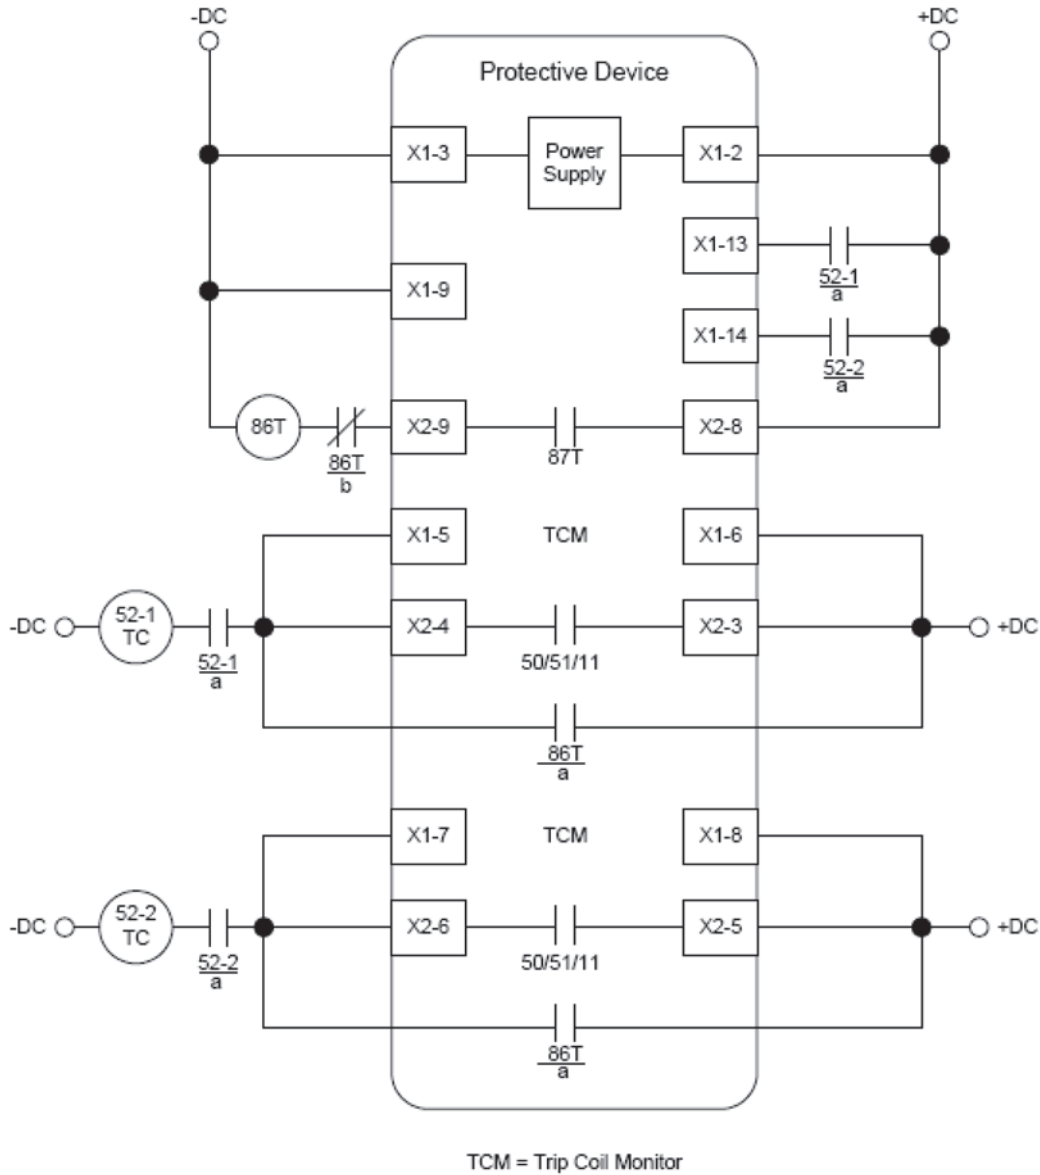 -DC
+DC
Protective Device
X1-3
Power
Supply
X1-2
X1-13
52-1
a
X1-9
X1-14
52-2
a
86T
86T
b
X2-9
87T
X2-8
X1-5
TCM
X1-6
-DC
52-1
TC
52-1
a
X2-4
50/51/11
X2-3
+DC
86T
a
X1-7
TCM
X1-8
-DC
52-2
TC
52-2
a
X2-6
50/51/11
X2-5
+DC
86T
a
TCM = Trip Coil Monitor